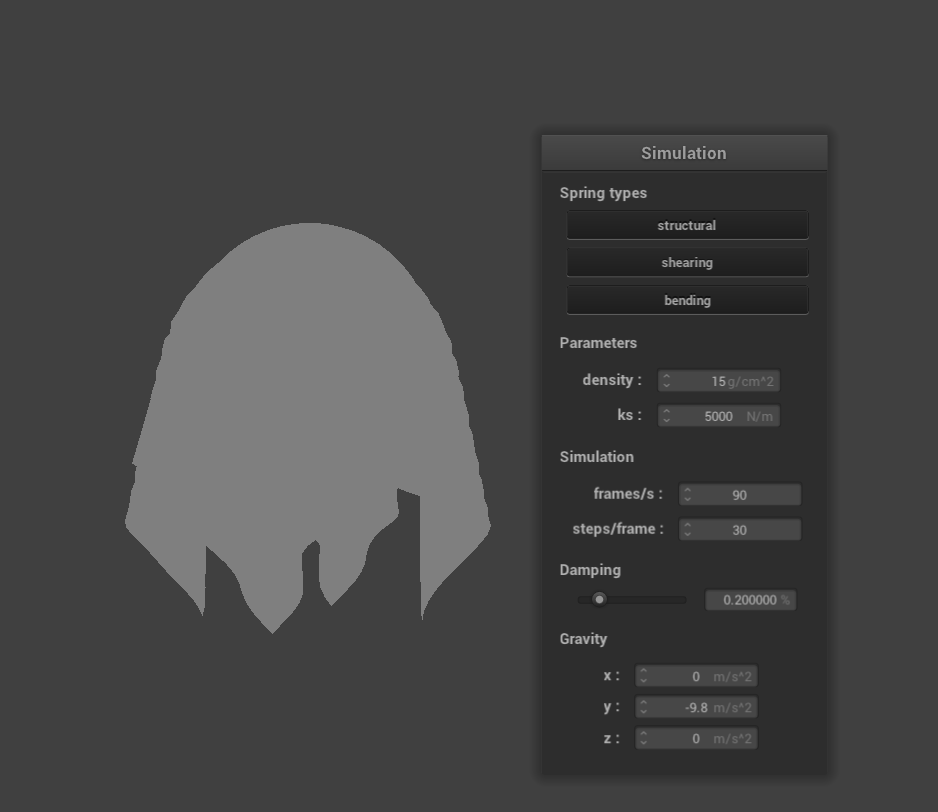 Simulation
Spring types
structural
shearing
bending
Parameters
density : 15 g/cm^2
ks : 5000 N/m
Simulation
frames/s : 90
steps/frame : 30
Damping
0.200000 %
Gravity
x : 0 m/s^2
y : -9.8 m/s^2
z : 0 m/s^2